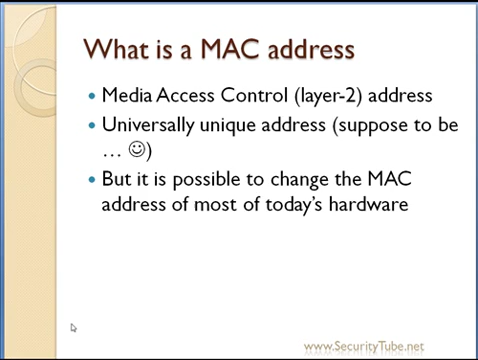 What is a MAC address
• Media Access Control (layer-2) address
• Universally unique address (suppose to be
… ☺)
• But it is possible to change the MAC
address of most of today's hardware
www.SecurityTube.net